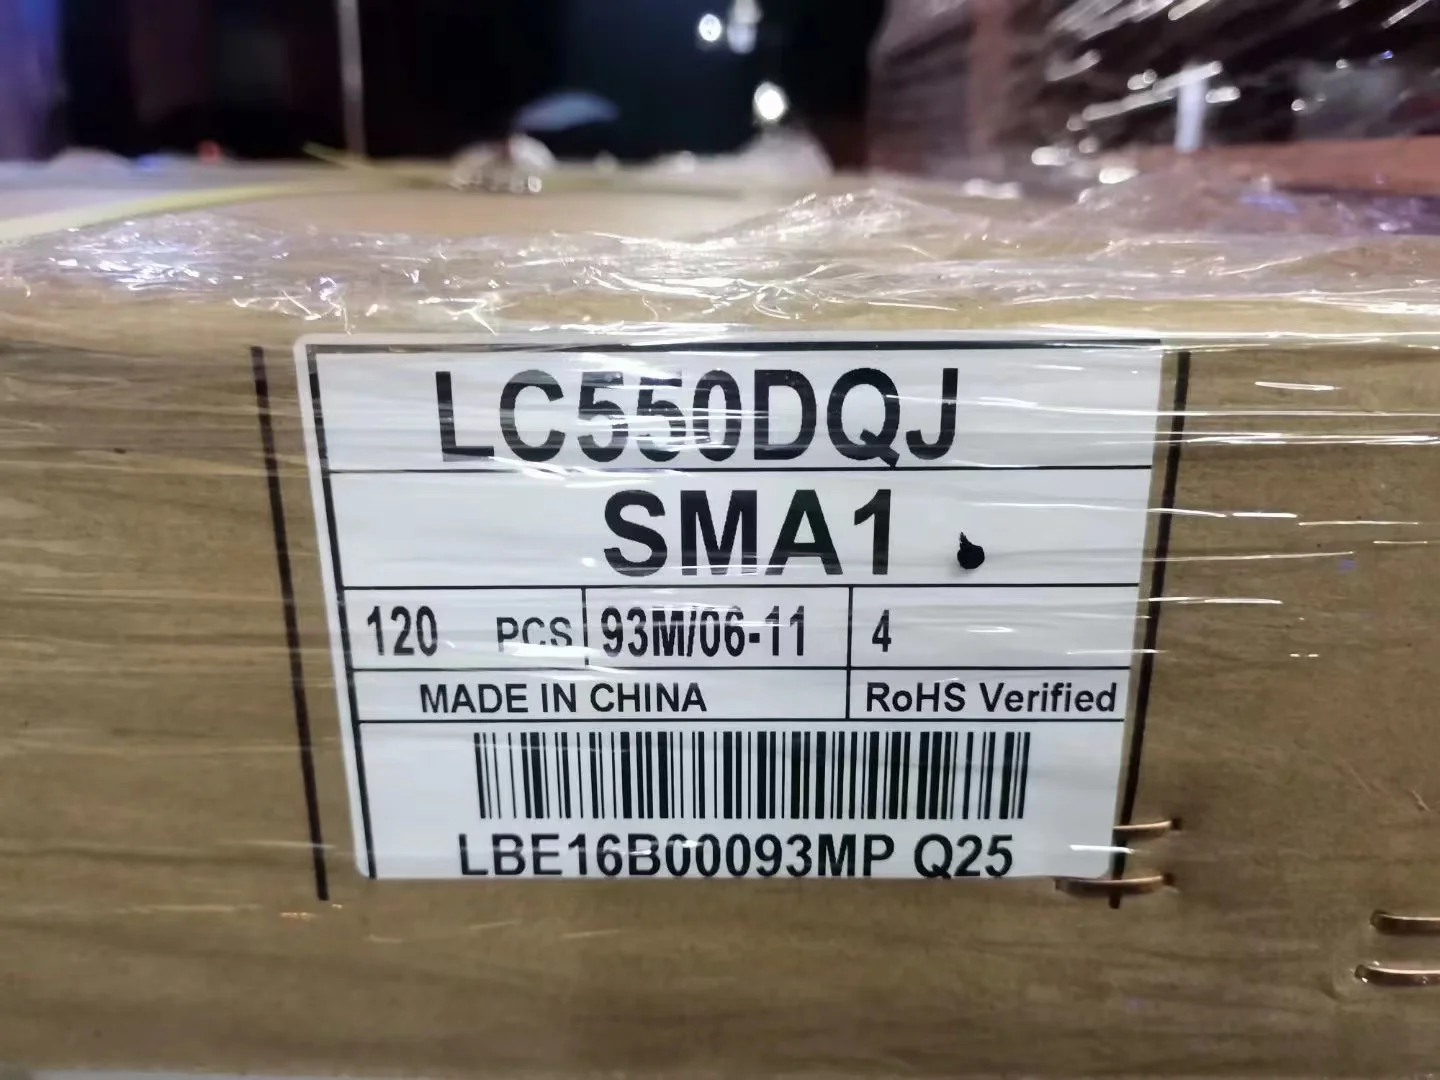 LC550DQJ
SMA1
120 PCS 93M/06-11 4
MADE IN CHINA RoHS Verified
LBE16B00093MP Q25